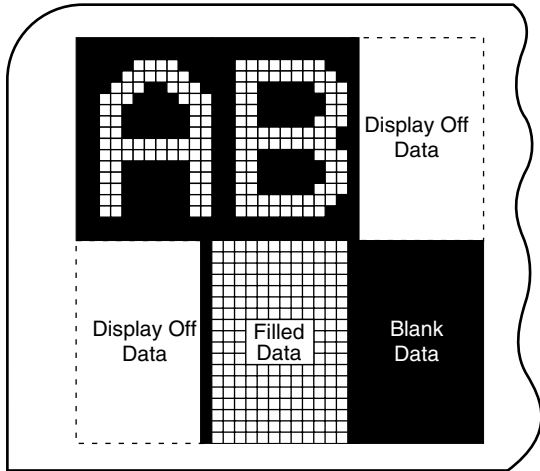 AB
Display Off
Data
Display Off
Data
Filled
Data
Blank
Data